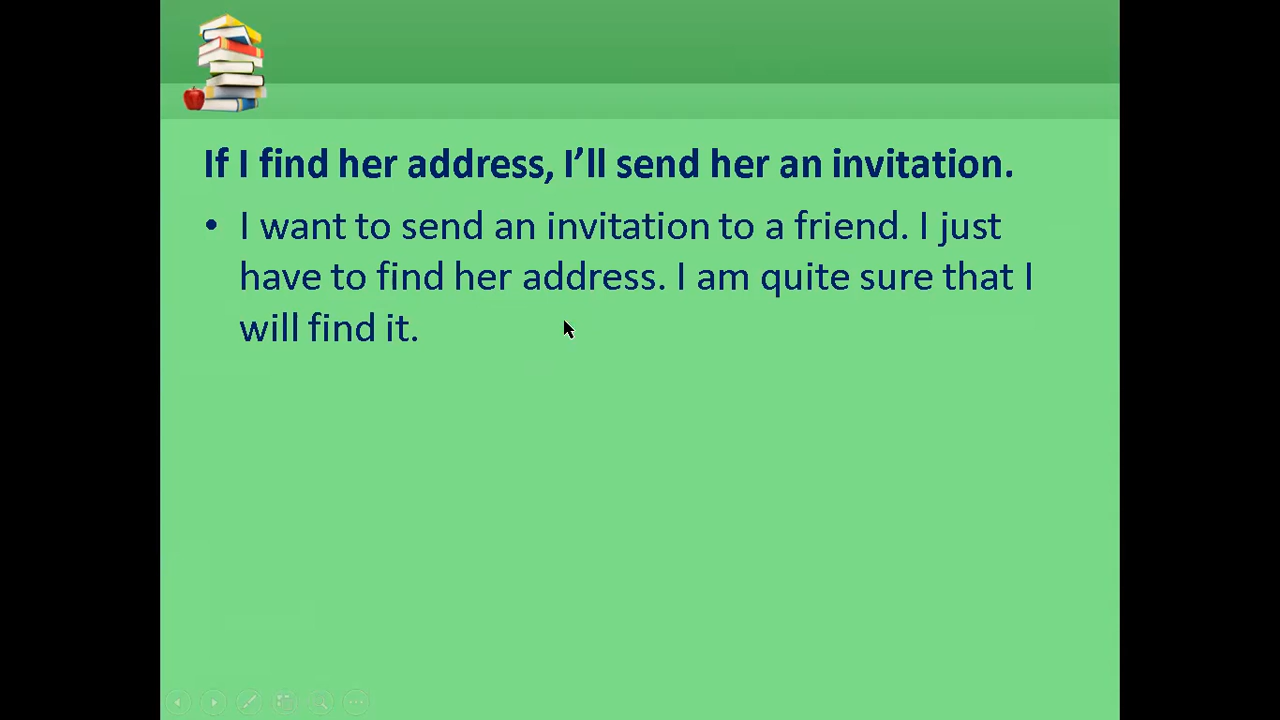 If I find her address, I’ll send her an invitation.
• I want to send an invitation to a friend. I just
have to find her address. I am quite sure that I
will find it.